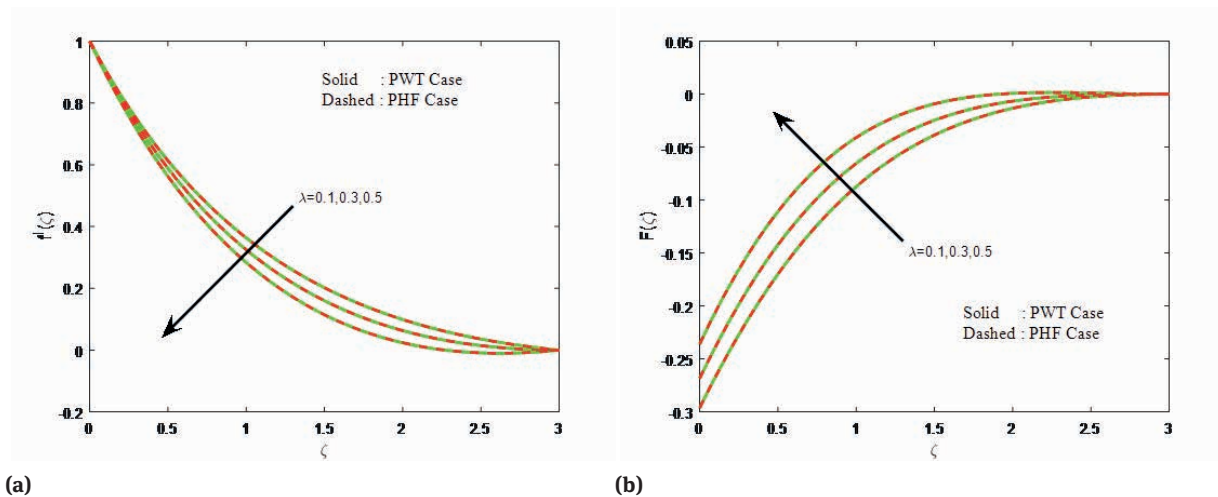 1
0.8
0.6
0.4
0.2
0
-0.2
f'(ζ)
Solid : PWT Case
Dashed : PHF Case
λ=0.1,0.3,0.5
0 0.5 1 1.5 2 2.5 3
ζ
(a)
0.05
0
-0.05
-0.1
-0.15
-0.2
-0.25
-0.3
F(ζ)
λ=0.1,0.3,0.5
Solid : PWT Case
Dashed : PHF Case
0 0.5 1 1.5 2 2.5 3
ζ
(b)